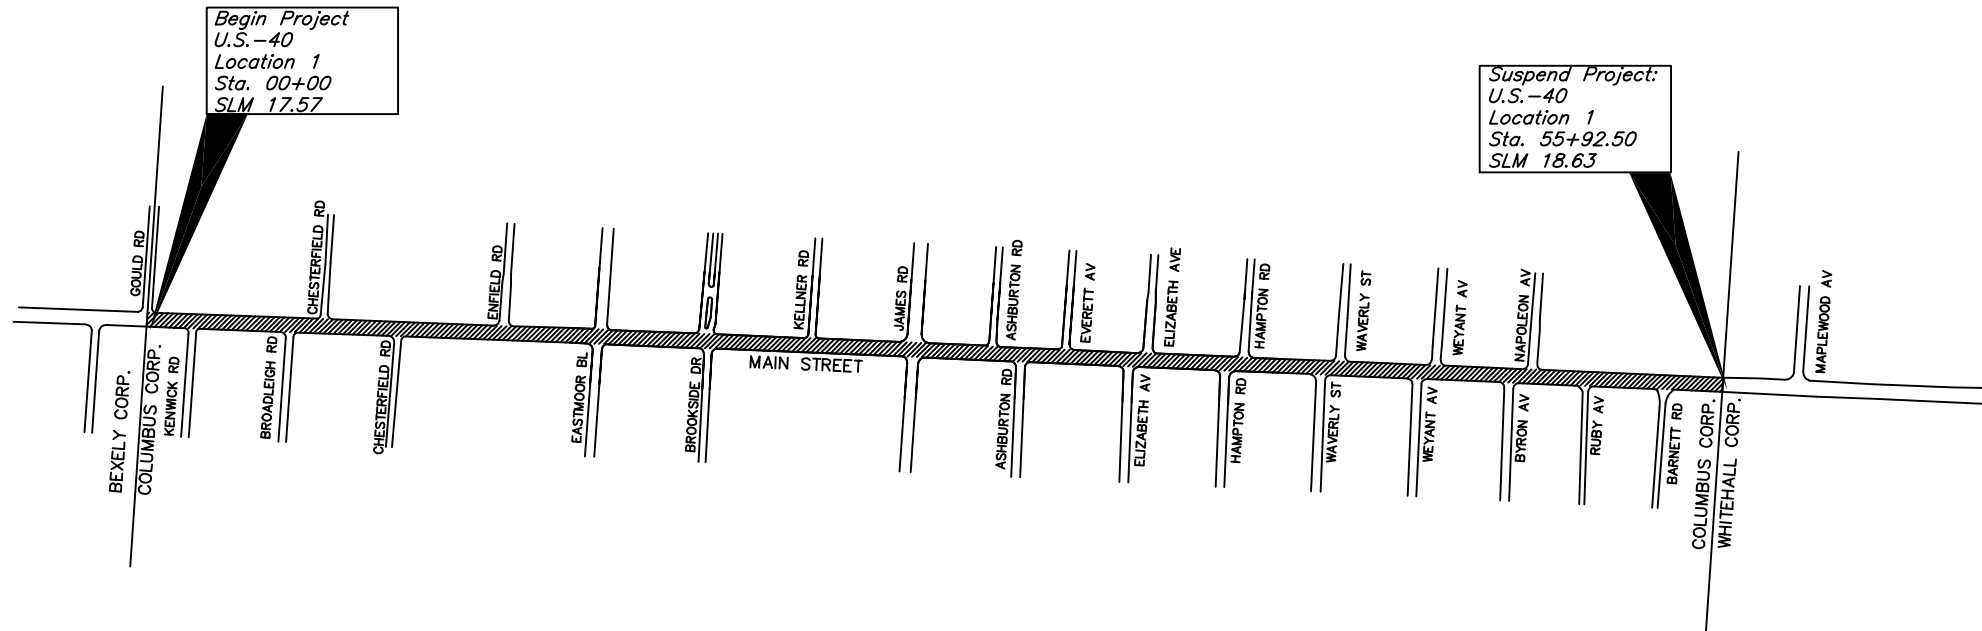 Begin Project
U.S.-40
Location 1
Sta. 00+00
SLM 17.57
Suspend Project:
U.S.-40
Location 1
Sta. 55+92.50
SLM 18.63
GOULD RD
CHESTERFIELD RD
ENFIELD RD
KELLNER RD
JAMES RD
ASHBURTON RD
EVERETT AV
ELIZABETH AVE
HAMPTON RD
WAVERLY ST
WEYANT AV
NAPOLEON AV
MAPLEWOOD AV
MAIN STREET
BEXELY CORP.
COLUMBUS CORP.
KENWICK RD
BROADLEIGH RD
CHESTERFIELD RD
EASTMOOR BL
BROOKSIDE DR
ASHBURTON RD
ELIZABETH AV
HAMPTON RD
WAVERLY ST
WEYANT AV
BYRON AV
RUBY AV
BARNETT RD
COLUMBUS CORP.
WHITEHALL CORP.